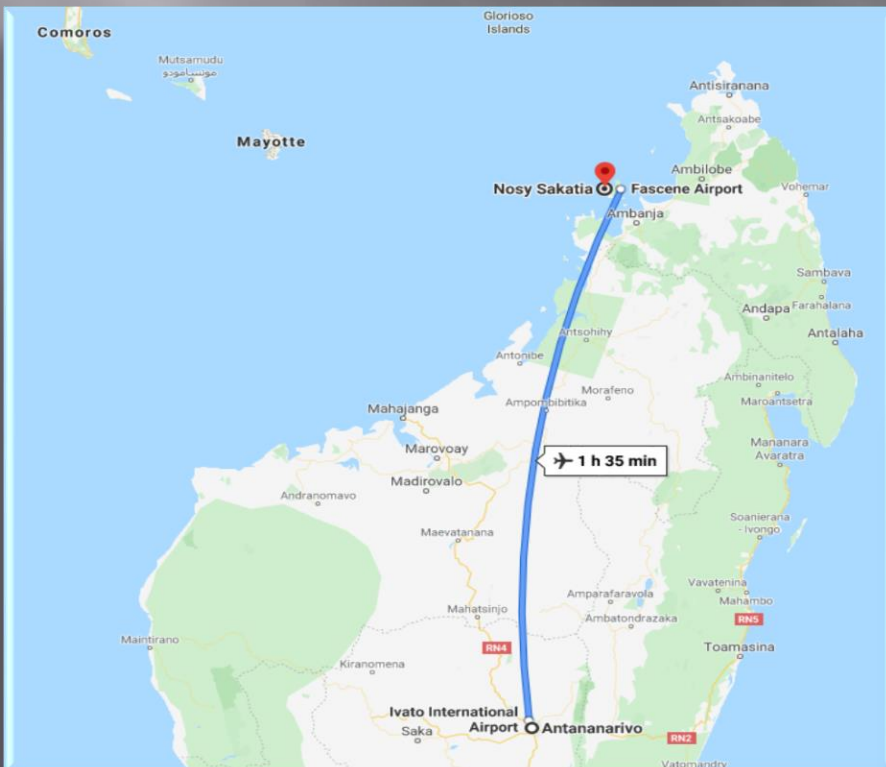 Glorioso
Islands
Comoros
Mutsamudu
موتسامودو
Antisiranana
Antsakoabe
Mayotte
Ambilobe
Nosy Sakatia
Fascene Airport
Vohemar
Ambanja
Sambava
Andapa
Farahalana
Antsohihy
Antalaha
Antonibe
Ambinanitelo
Morafeno
Maroantsetra
Ampombibitika
Mahajanga
Mananara
Avaratra
Marovoay
1 h 35 min
Madirovalo
Andranomavo
Soanierana
- Ivongo
Maevatanana
Vavatenina
Amparafaravola
Mahambo
Mahatsinjo
Ambatondrazaka
RN5
Maintirano
RN4
Toamasina
Kiranomena
Ivato International
Airport
Antananarivo
Saka
RN2
Vatomandry